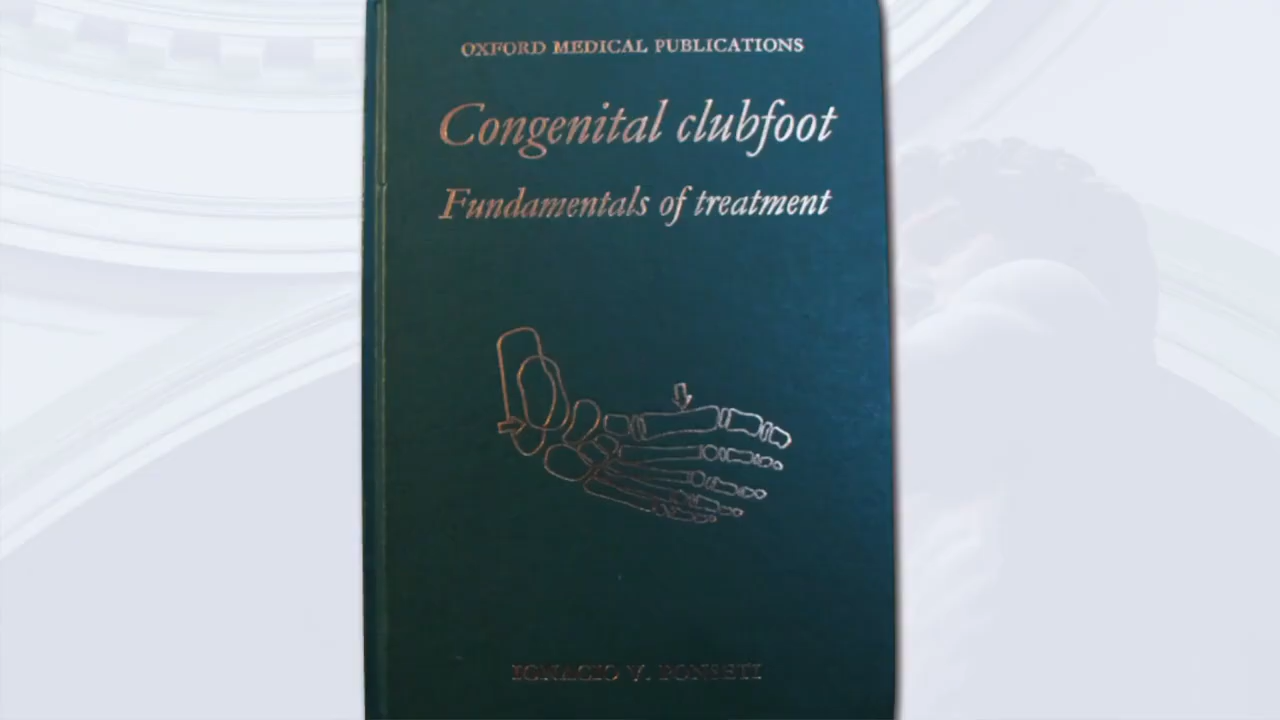 OXFORD MEDICAL PUBLICATIONS
Congenital clubfoot
Fundamentals of treatment
IGNACIO V. PONSETI